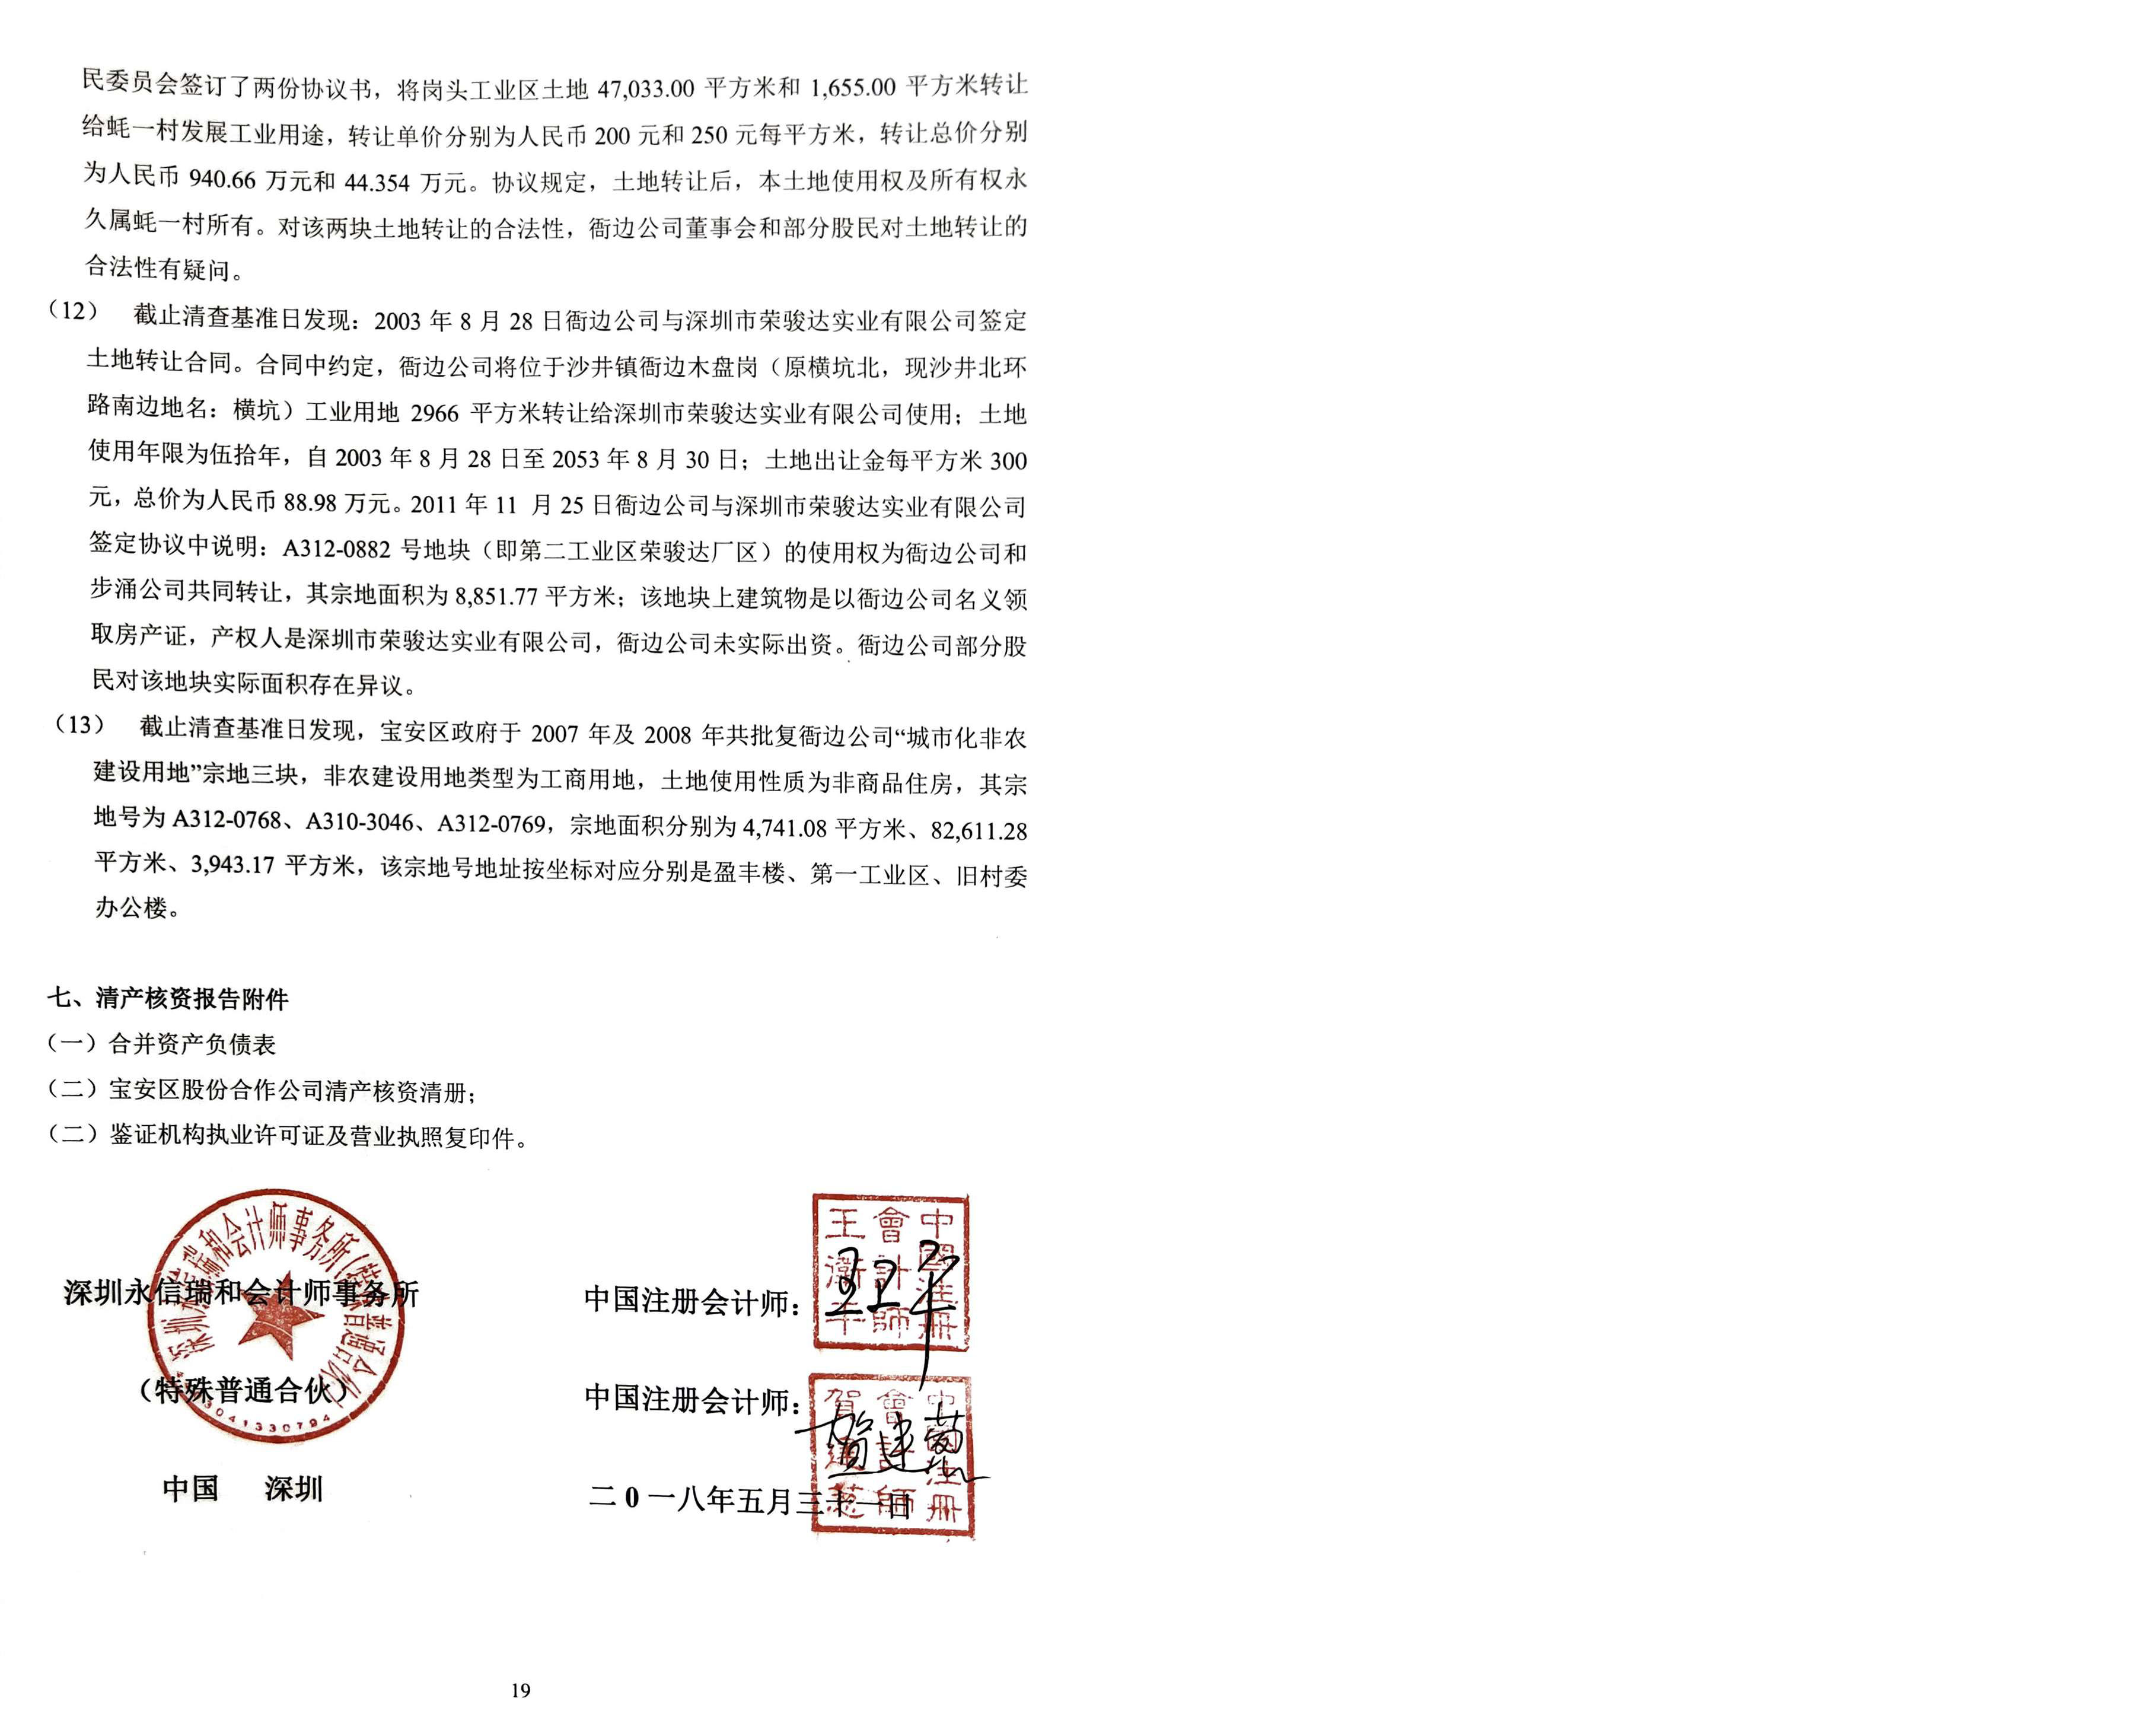 民委员会签订了两份协议书，将岗头工业区土地 47,033.00 平方米和 1,655.00 平方米转让
给蚝一村发展工业用途，转让单价分别为人民币 200 元和 250 元每平方米，转让总价分别
为人民币 940.66 万元和 44.354 万元。协议规定，土地转让后，本土地使用权及所有权永
久属蚝一村所有。对该两块土地转让的合法性，衙边公司董事会和部分股民对土地转让的
合法性有疑问。
（12） 截止清查基准日发现：2003 年 8 月 28 日衙边公司与深圳市荣骏达实业有限公司签定
土地转让合同。合同中约定，衙边公司将位于沙井镇衙边木盘岗（原横坑北，现沙井北环
路南边地名：横坑）工业用地 2966 平方米转让给深圳市荣骏达实业有限公司使用；土地
使用年限为伍拾年，自 2003 年 8 月 28 日至 2053 年 8 月 30 日；土地出让金每平方米 300
元，总价为人民币 88.98 万元。2011 年 11 月 25 日衙边公司与深圳市荣骏达实业有限公司
签定协议中说明：A312-0882 号地块（即第二工业区荣骏达厂区）的使用权为衙边公司和
步涌公司共同转让，其宗地面积为 8,851.77 平方米；该地块上建筑物是以衙边公司名义领
取房产证，产权人是深圳市荣骏达实业有限公司，衙边公司未实际出资。衙边公司部分股
民对该地块实际面积存在异议。
（13） 截止清查基准日发现，宝安区政府于 2007 年及 2008 年共批复衙边公司“城市化非农
建设用地”宗地三块，非农建设用地类型为工商用地，土地使用性质为非商品住房，其宗
地号为 A312-0768、A310-3046、A312-0769，宗地面积分别为 4,741.08 平方米、82,611.28
平方米、3,943.17 平方米，该宗地号地址按坐标对应分别是盈丰楼、第一工业区、旧村委
办公楼。
七、清产核资报告附件
（一）合并资产负债表
（二）宝安区股份合作公司清产核资清册；
（二）鉴证机构执业许可证及营业执照复印件。
深圳永信瑞和会计师事务所
中国注册会计师：
（特殊普通合伙）
中国注册会计师：
中国 深圳
二0一八年五月三十一日
中國注冊
會計師
中國注冊
會計師
贺建
19